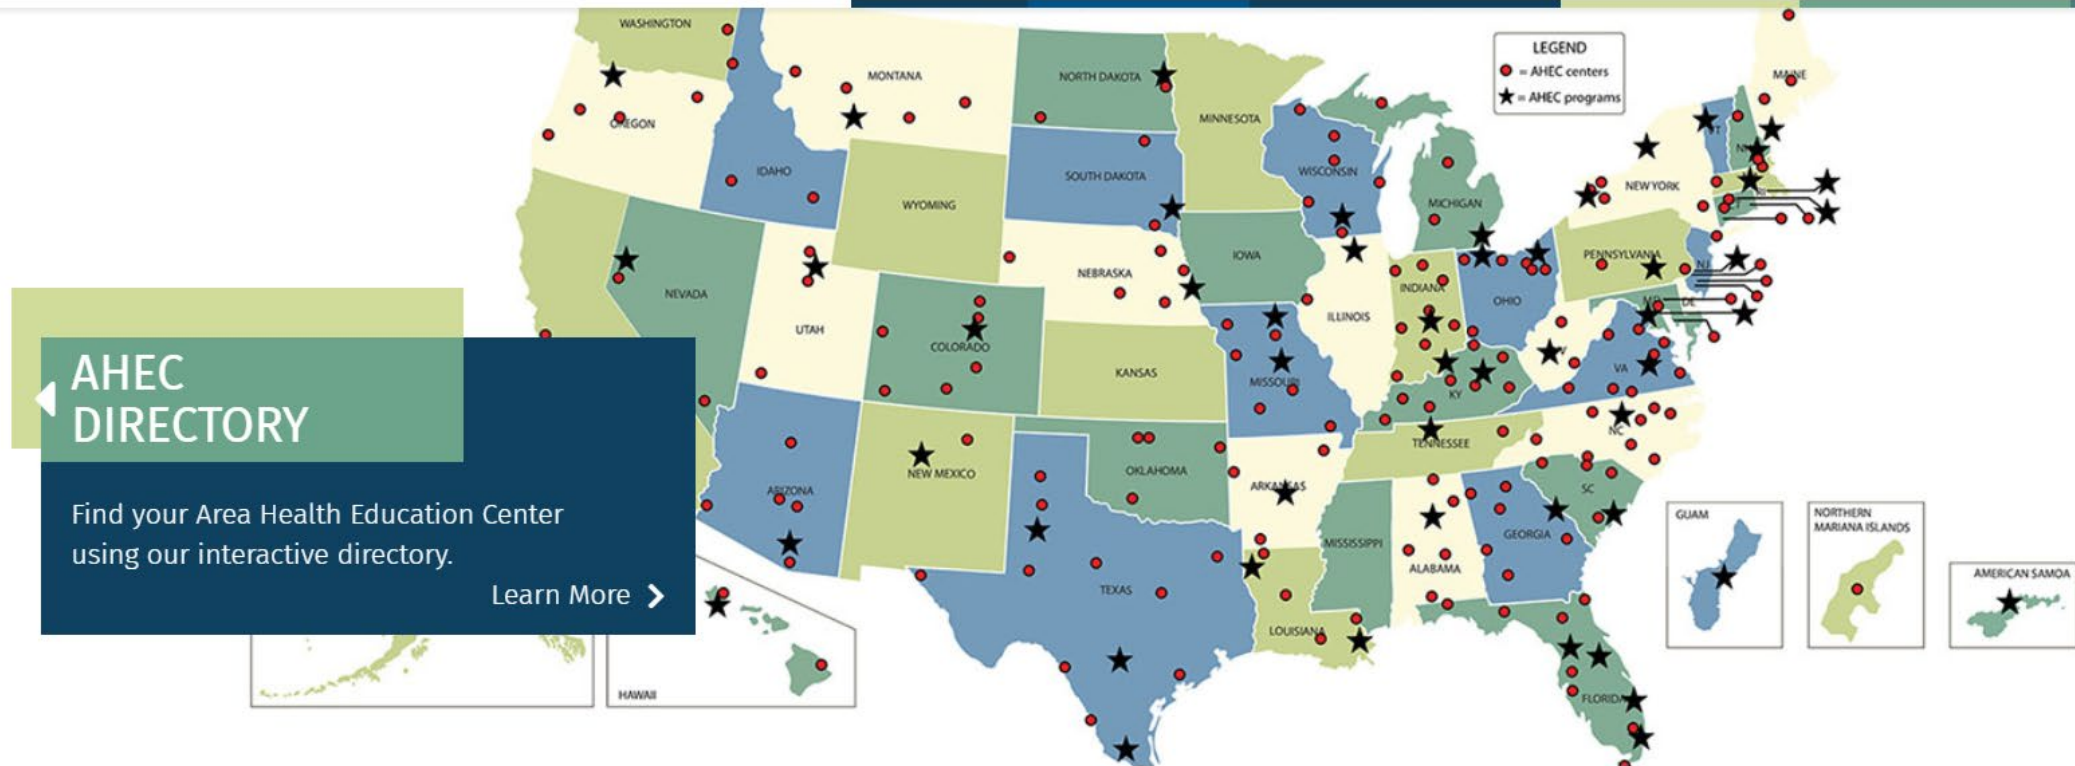 WASHINGTON
MONTANA
NORTH DAKOTA
MINNESOTA
LEGEND
= AHEC centers
= AHEC programs
MAINE
OREGON
IDAHO
SOUTH DAKOTA
WISCONSIN
MICHIGAN
NEW YORK
VT
WYOMING
IOWA
PENNSYLVANIA
NJ
NEVADA
UTAH
NEBRASKA
COLORADO
KANSAS
ILLINOIS
INDIANA
OHIO
MD
DE
MISSOURI
KY
VA
AHEC
DIRECTORY
Find your Area Health Education Center
using our interactive directory.
Learn More
ARIZONA
NEW MEXICO
OKLAHOMA
ARKANSAS
TENNESSEE
NC
SC
TEXAS
LOUISIANA
MISSISSIPPI
ALABAMA
GEORGIA
FLORIDA
GUAM
NORTHERN
MARIANA ISLANDS
AMERICAN SAMOA
HAWAII